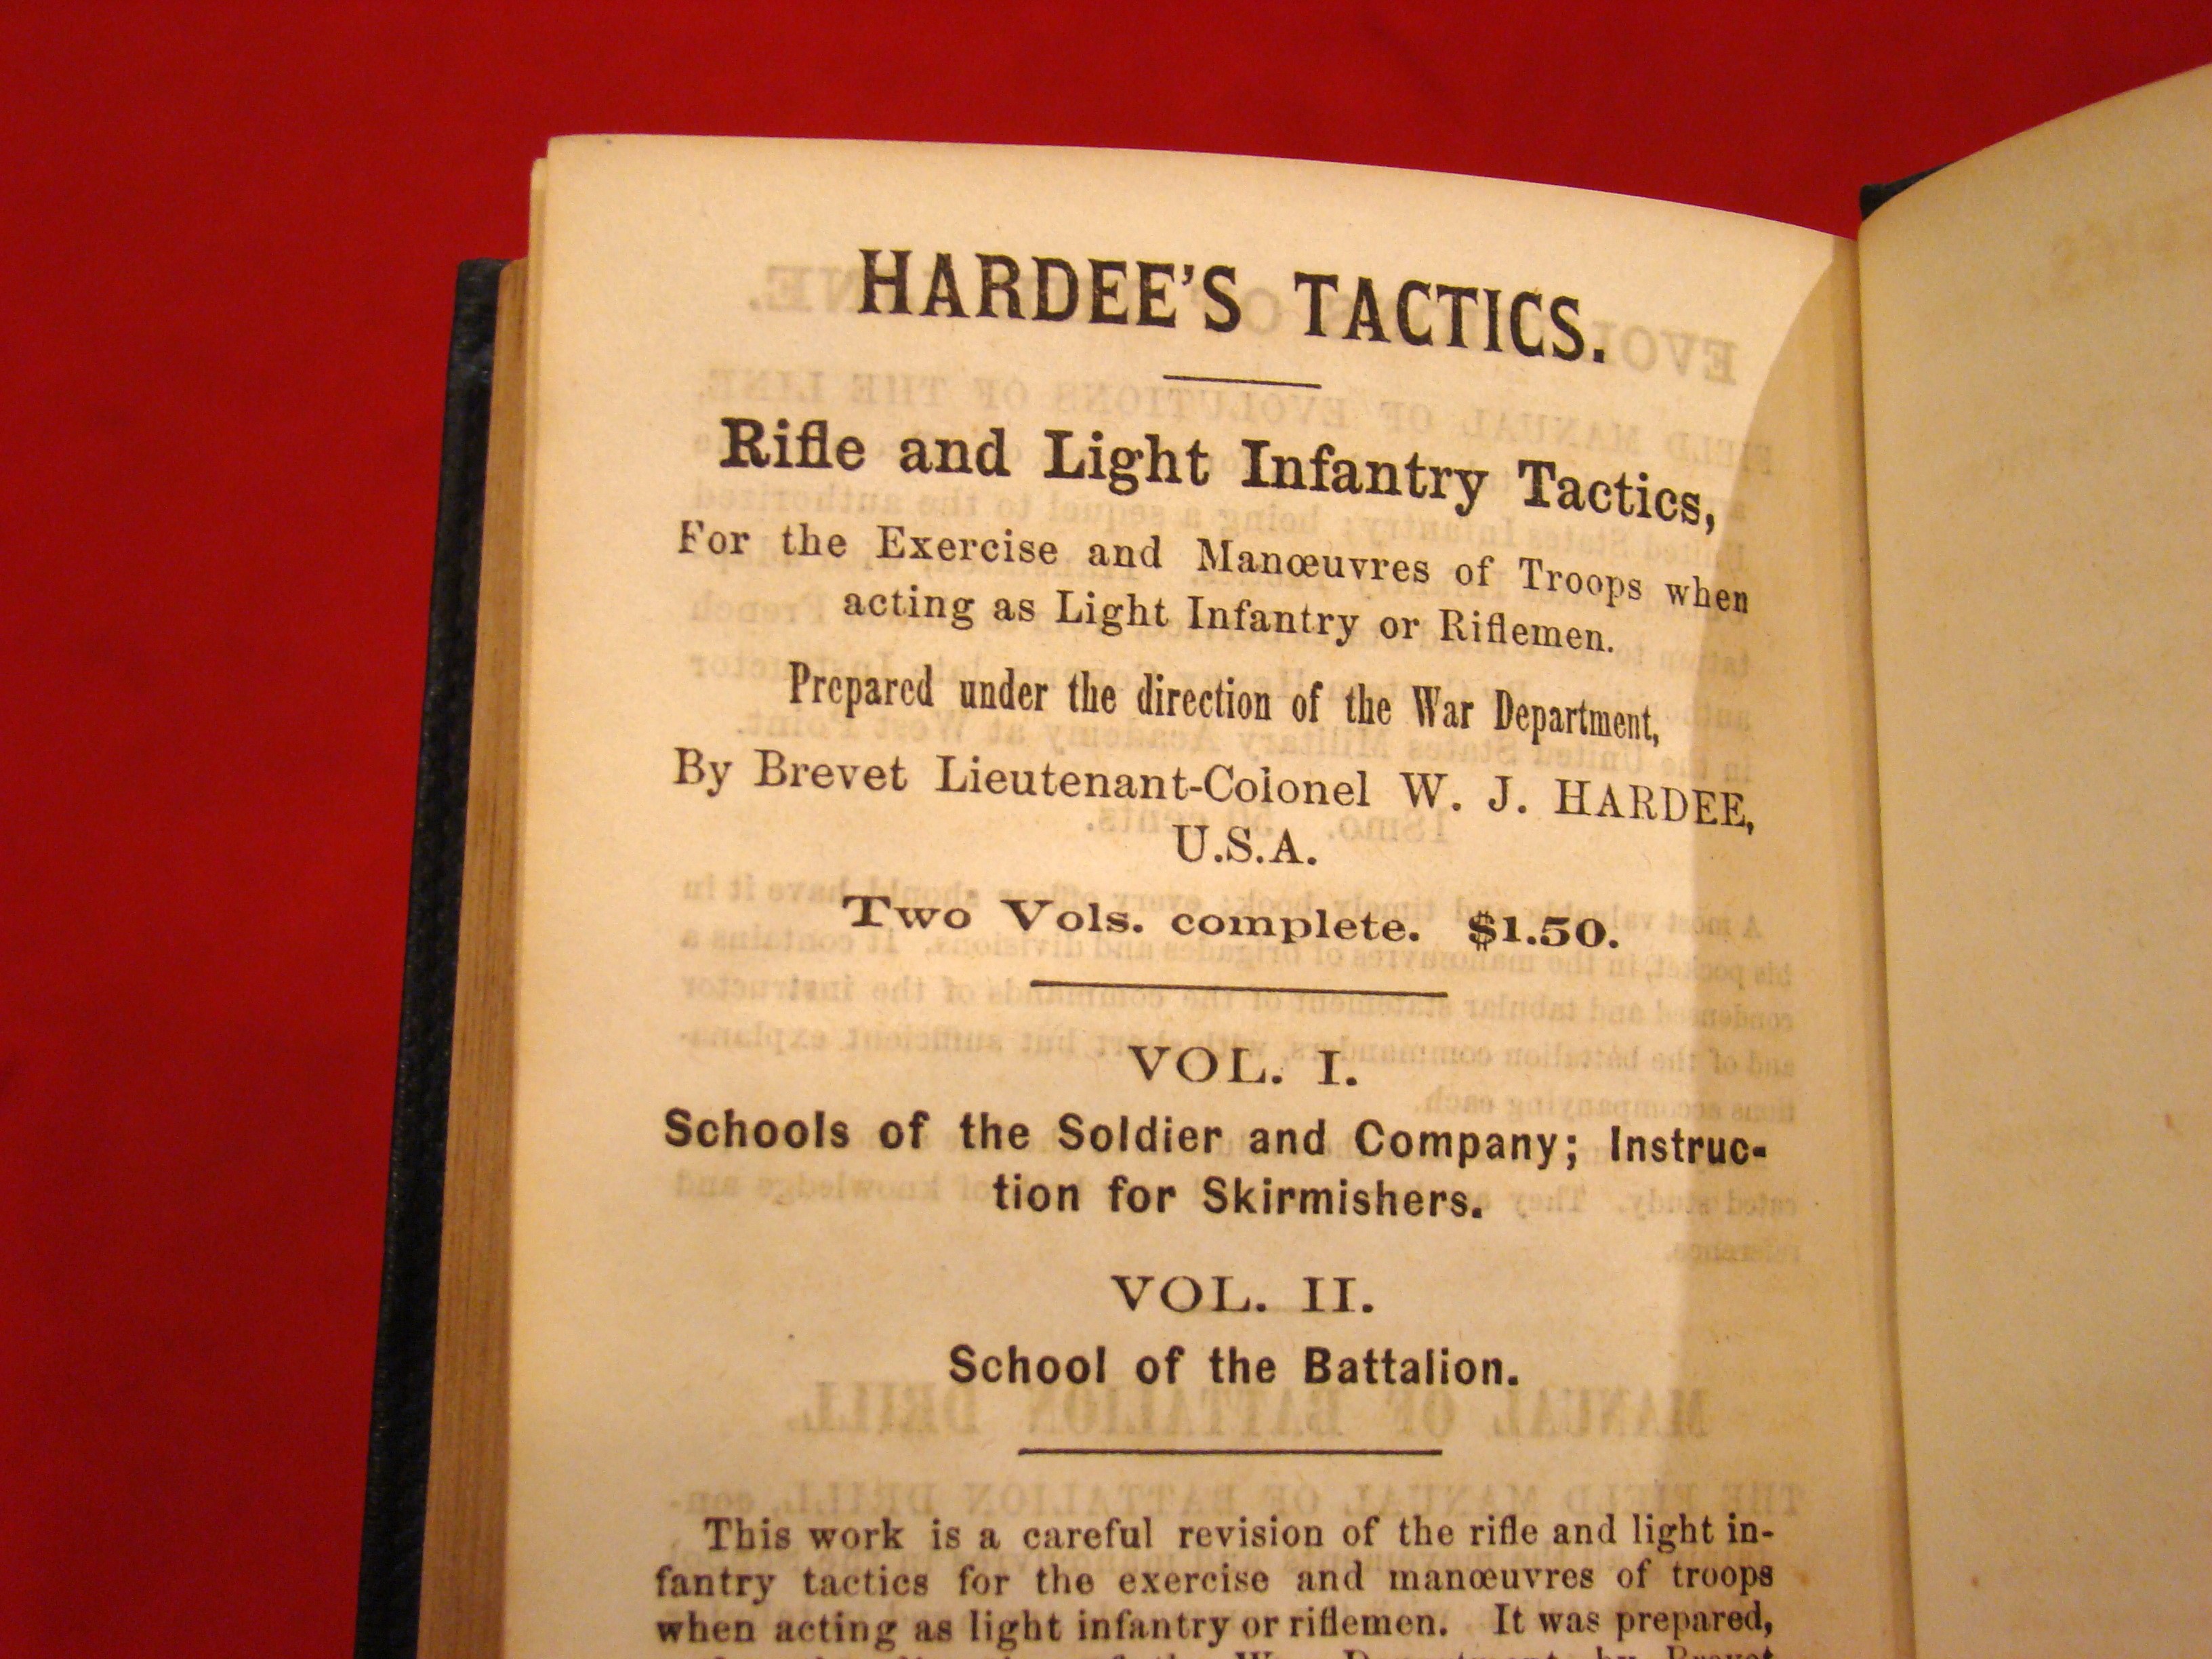 HARDEE'S TACTICS.
Rifle and Light Infantry Tactics,
For the Exercise and Manœuvres of Troops when
acting as Light Infantry or Riflemen.
Prepared under the direction of the War Department,
By Brevet Lieutenant-Colonel W. J. HARDEE,
U.S.A.
Two Vols. complete. $1.50.
VOL. I.
Schools of the Soldier and Company; Instruc-
tion for Skirmishers.
VOL. II.
School of the Battalion.
This work is a careful revision of the rifle and light in-
fantry tactics for the exercise and manœuvres of troops
when acting as light infantry or riflemen. It was prepared,